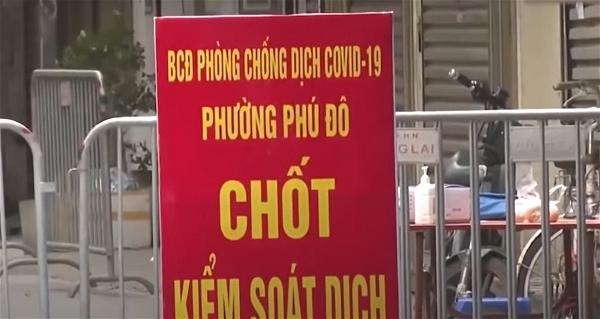 BCĐ PHÒNG CHỐNG DỊCH COVID-19
PHƯỜNG PHÚ ĐÔ
CHỐT
KIỂM SOÁT DỊCH